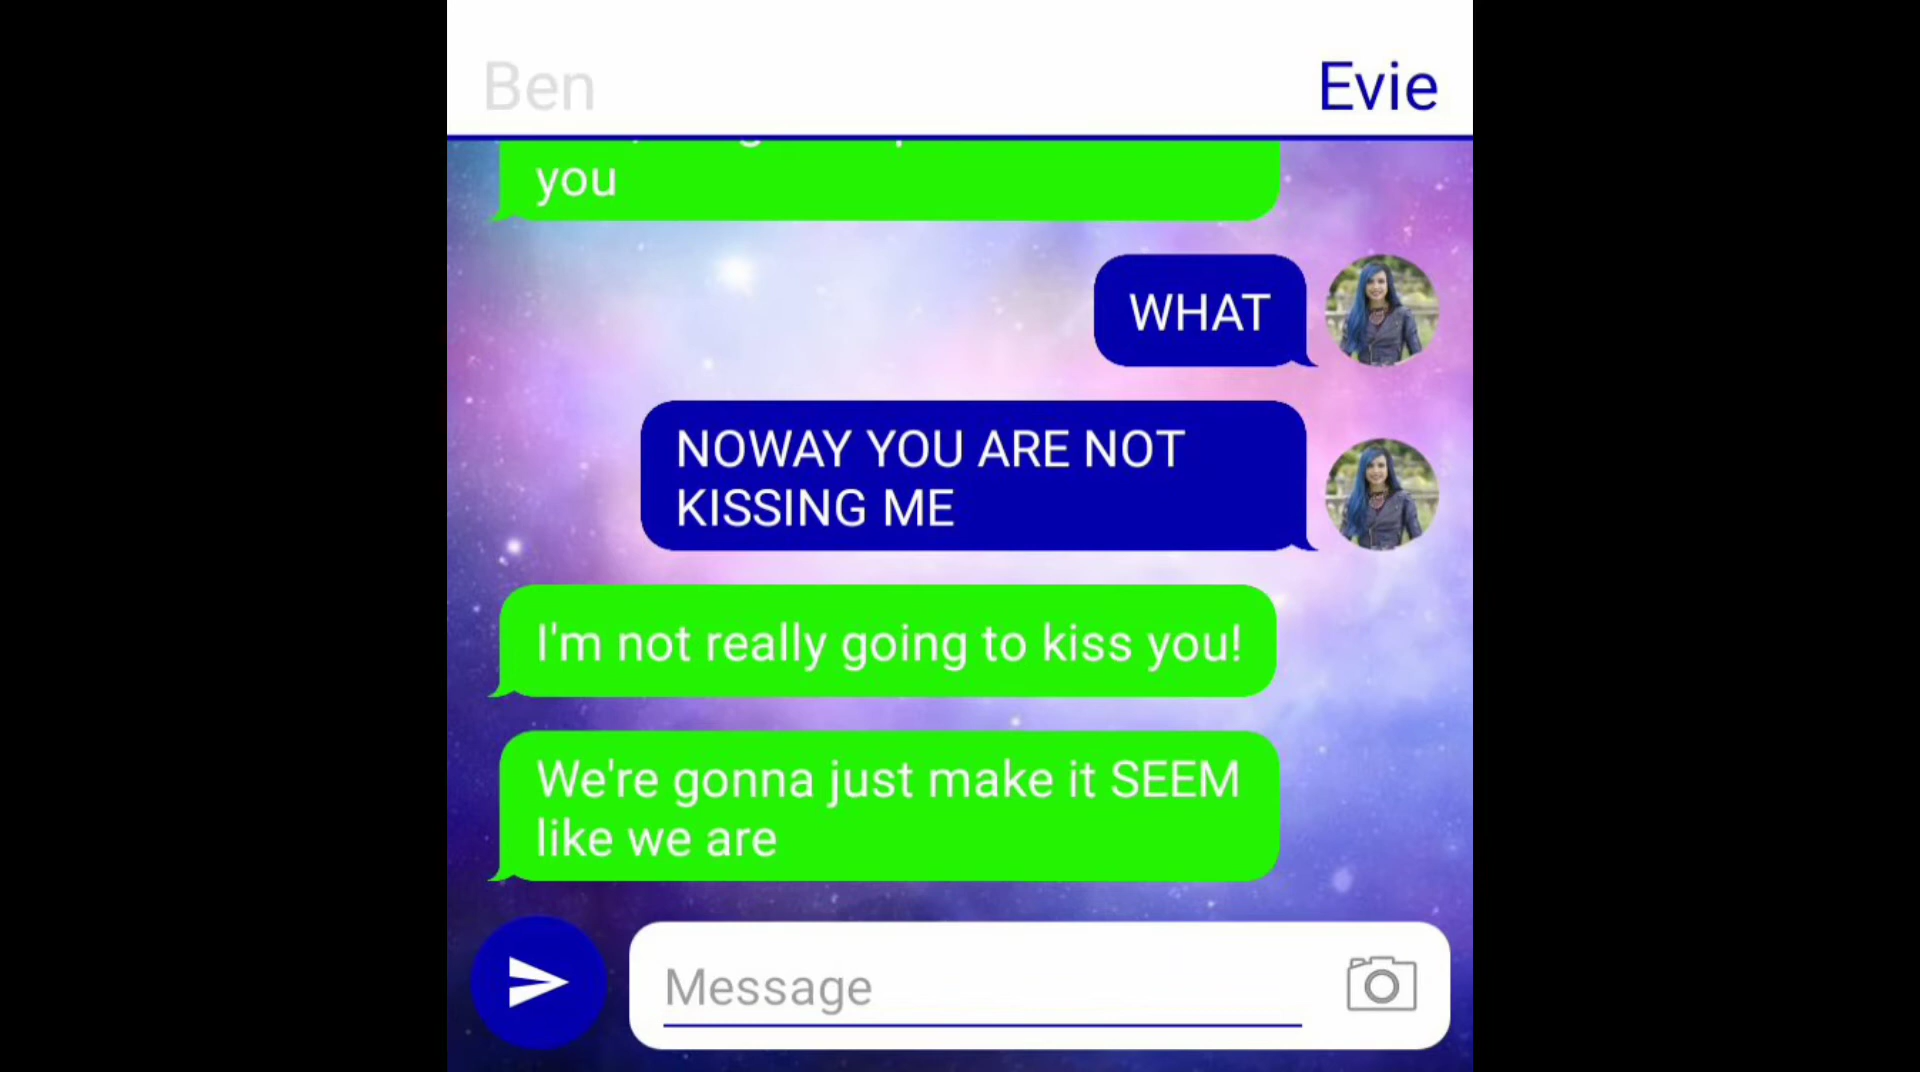 Ben
Evie
you
WHAT
NOWAY YOU ARE NOT
KISSING ME
I'm not really going to kiss you!
We're gonna just make it SEEM
like we are
Message